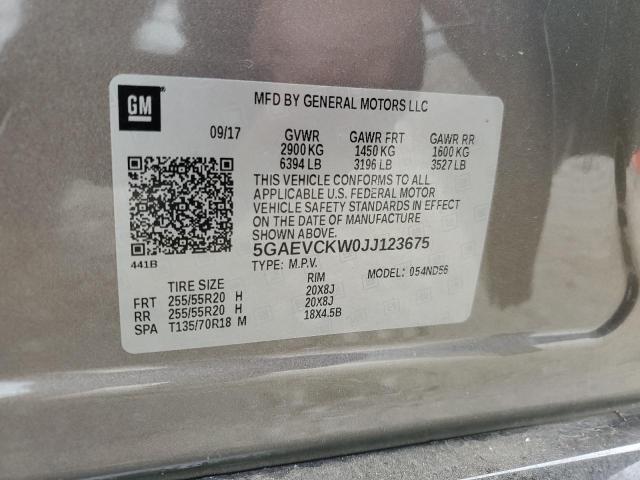 GM
MFD BY GENERAL MOTORS LLC
09/17 GVWR GAWR FRT GAWR RR
2900 KG 1450 KG 1600 KG
6394 LB 3196 LB 3527 LB
THIS VEHICLE CONFORMS TO ALL
APPLICABLE U.S. FEDERAL MOTOR
VEHICLE SAFETY STANDARDS IN EFFECT
ON THE DATE OF MANUFACTURE
SHOWN ABOVE.
5GAEVCKW0JJ123675
441B
TYPE: M.P.V. MODEL: 054ND56
TIRE SIZE RIM
FRT 255/55R20 H 20X8J
RR 255/55R20 H 20X8J
SPA T135/70R18 M 18X4.5B